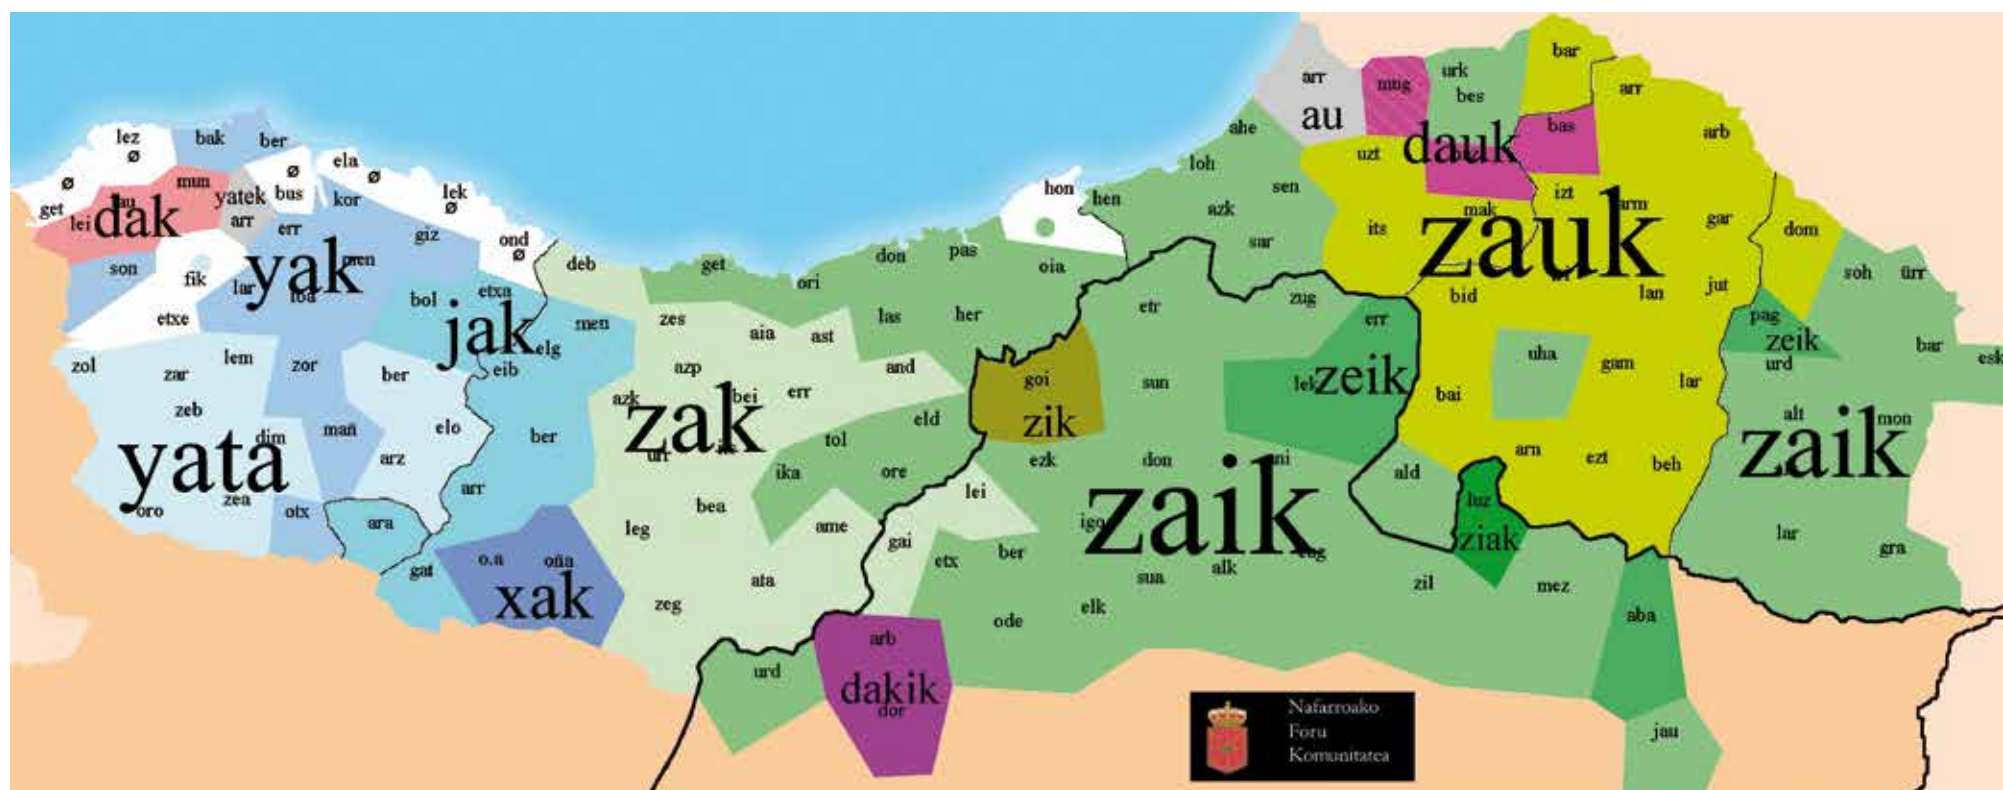 lez
ø
bak
ber
ø
get
lei
dak
mun
yatek
arr
bus
ø
ela
ø
kor
lek
ø
err
giz
ond
ø
son
fik
yak
lar
men
etxe
bol
etxa
jak
elg
eib
men
deb
zol
zar
lem
zor
ber
zeb
yata
dim
mañ
elo
arz
ber
oro
zea
otx
ara
arr
gat
o.a
oña
xak
get
ori
don
pas
hon
oia
las
her
zes
aia
ast
azp
and
azk
bei
err
zak
eld
tol
ika
ore
bea
leg
ame
ata
zeg
urd
arb
dakik
dor
gai
lei
etx
ber
ode
elk
goi
zik
ezk
etr
sun
don
zaik
igo
sua
alk
zil
mez
zug
err
lek
zeik
ald
luz
ziak
aba
jau
hen
ahe
loh
azk
sen
sar
arr
au
mug
urk
bes
dauk
bar
bas
uzt
its
mak
izt
zauk
arr
arb
gar
bid
lan
jut
uha
gam
lar
bai
arn
ezt
beh
dom
soh
ürr
pag
zeik
urd
bar
esk
alt
mon
zaik
lar
gra
Nafarroako
Foru
Komunitatea